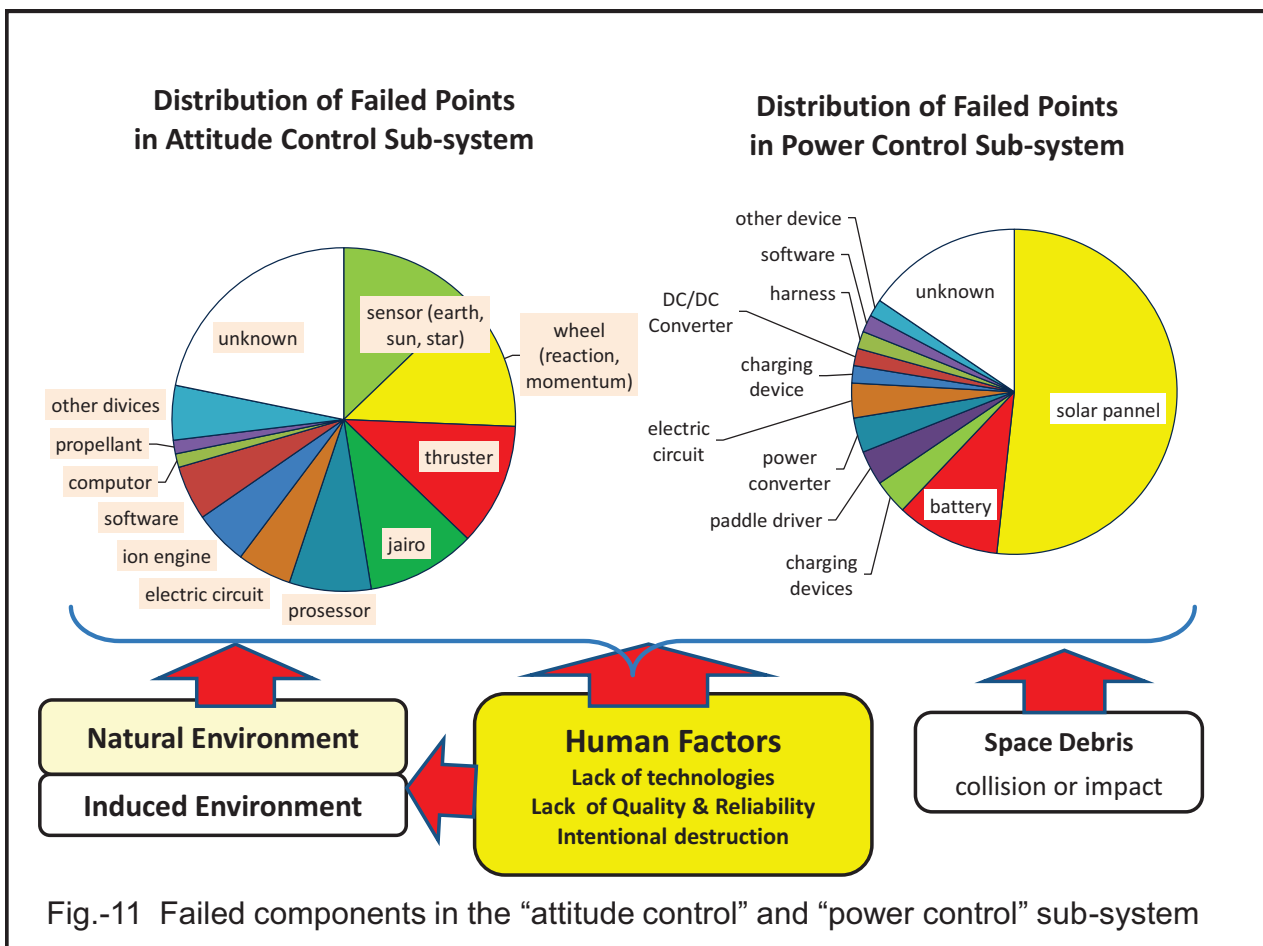 Distribution of Failed Points
in Attitude Control Sub-system
Distribution of Failed Points
in Power Control Sub-system
sensor (earth,
sun, star)
wheel
(reaction,
momentum)
thruster
jairo
prosessor
electric circuit
ion engine
software
computor
propellant
other divices
unknown
solar pannel
battery
charging
devices
paddle driver
power
converter
electric
circuit
charging
device
DC/DC
Converter
harness
software
other device
unknown
Natural Environment
Induced Environment
Human Factors
Lack of technologies
Lack of Quality & Reliability
Intentional destruction
Space Debris
collision or impact
Fig.-11 Failed components in the “attitude control” and “power control” sub-system